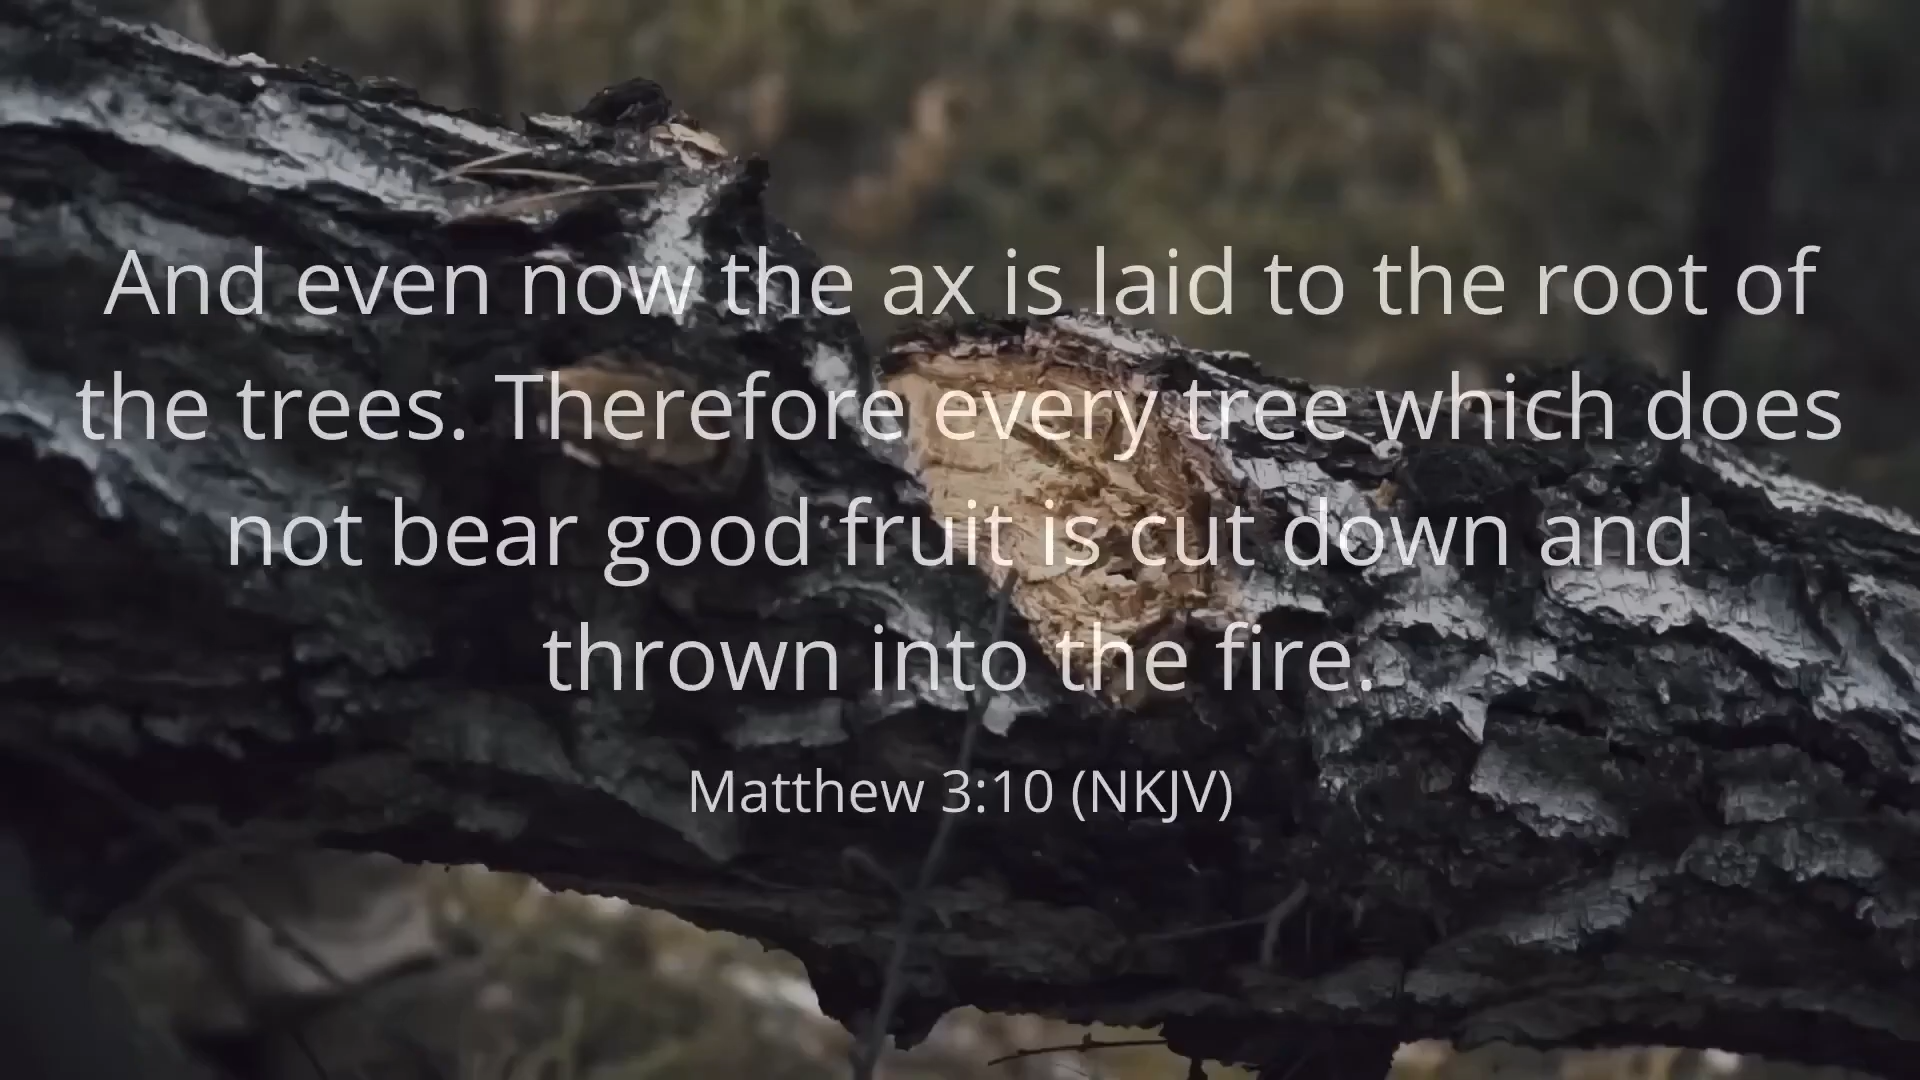 And even now the ax is laid to the root of
the trees. Therefore every tree which does
not bear good fruit is cut down and
thrown into the fire.
Matthew 3:10 (NKJV)